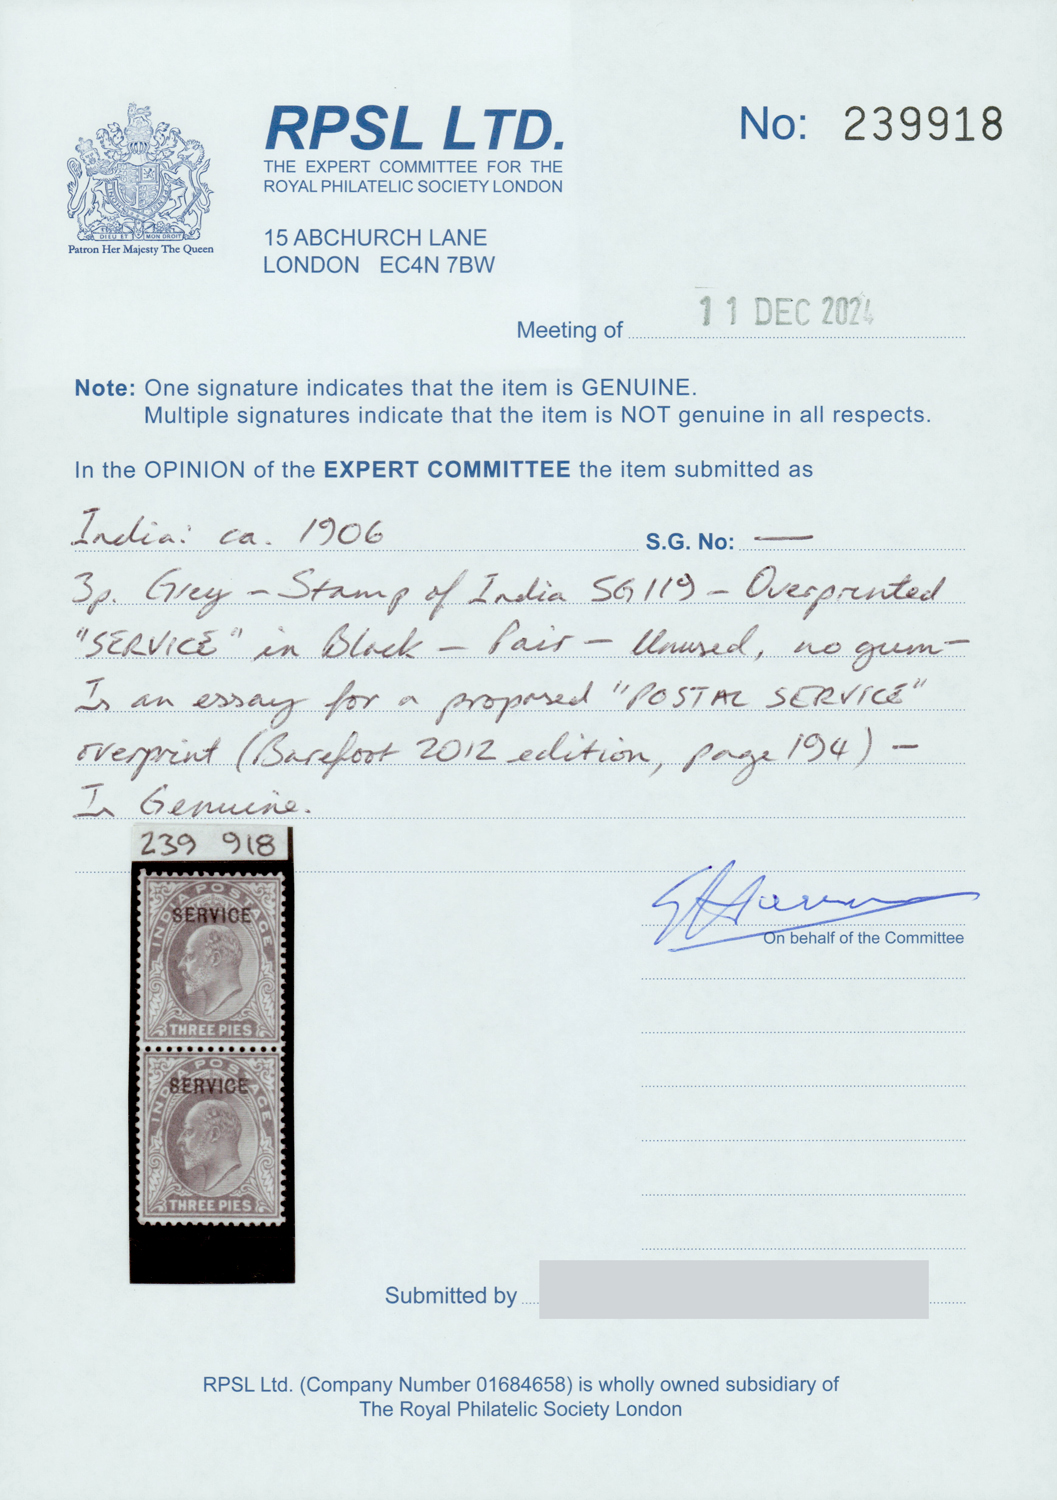 RPSL LTD.
THE EXPERT COMMITTEE FOR THE
ROYAL PHILATELIC SOCIETY LONDON
No: 239918
DIEU ET MON DROIT
Patron Her Majesty The Queen
15 ABCHURCH LANE
LONDON EC4N 7BW
Meeting of 11 DEC 2024
Note: One signature indicates that the item is GENUINE.
Multiple signatures indicate that the item is NOT genuine in all respects.
In the OPINION of the EXPERT COMMITTEE the item submitted as
India: ca. 1906 S.G. No: —
3p. Grey – Stamp of India SG119 – Overprinted
"SERVICE" in Black – Pair – Unused, no gum –
Is an essay for a proposed "POSTAL SERVICE"
overprint (Barefoot 2012 edition, page 194) –
Is Genuine.
239 918
INDIA POSTAGE
SERVICE
THREE PIES
INDIA POSTAGE
SERVICE
THREE PIES
On behalf of the Committee
Submitted by
RPSL Ltd. (Company Number 01684658) is wholly owned subsidiary of
The Royal Philatelic Society London